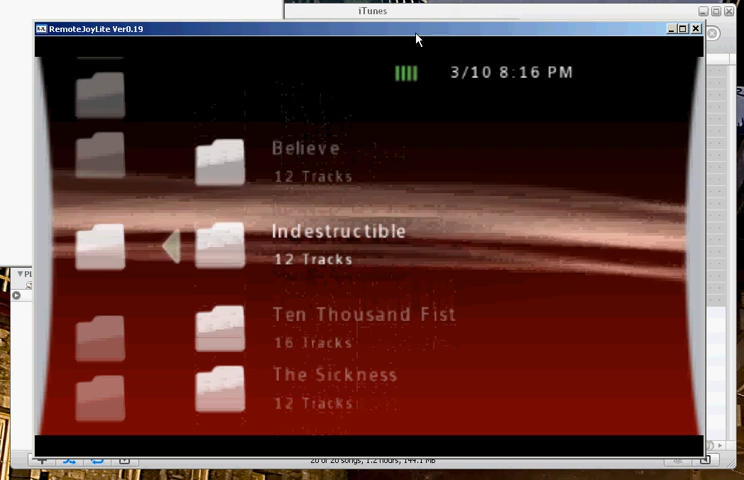 iTunes
RemoteJoyLite Ver0.19
3/10 8:16 PM
Believe
12 Tracks
Indestructible
12 Tracks
Ten Thousand Fist
16 Tracks
The Sickness
12 Tracks
20 of 20 songs, 1.2 hours, 144.1 MB